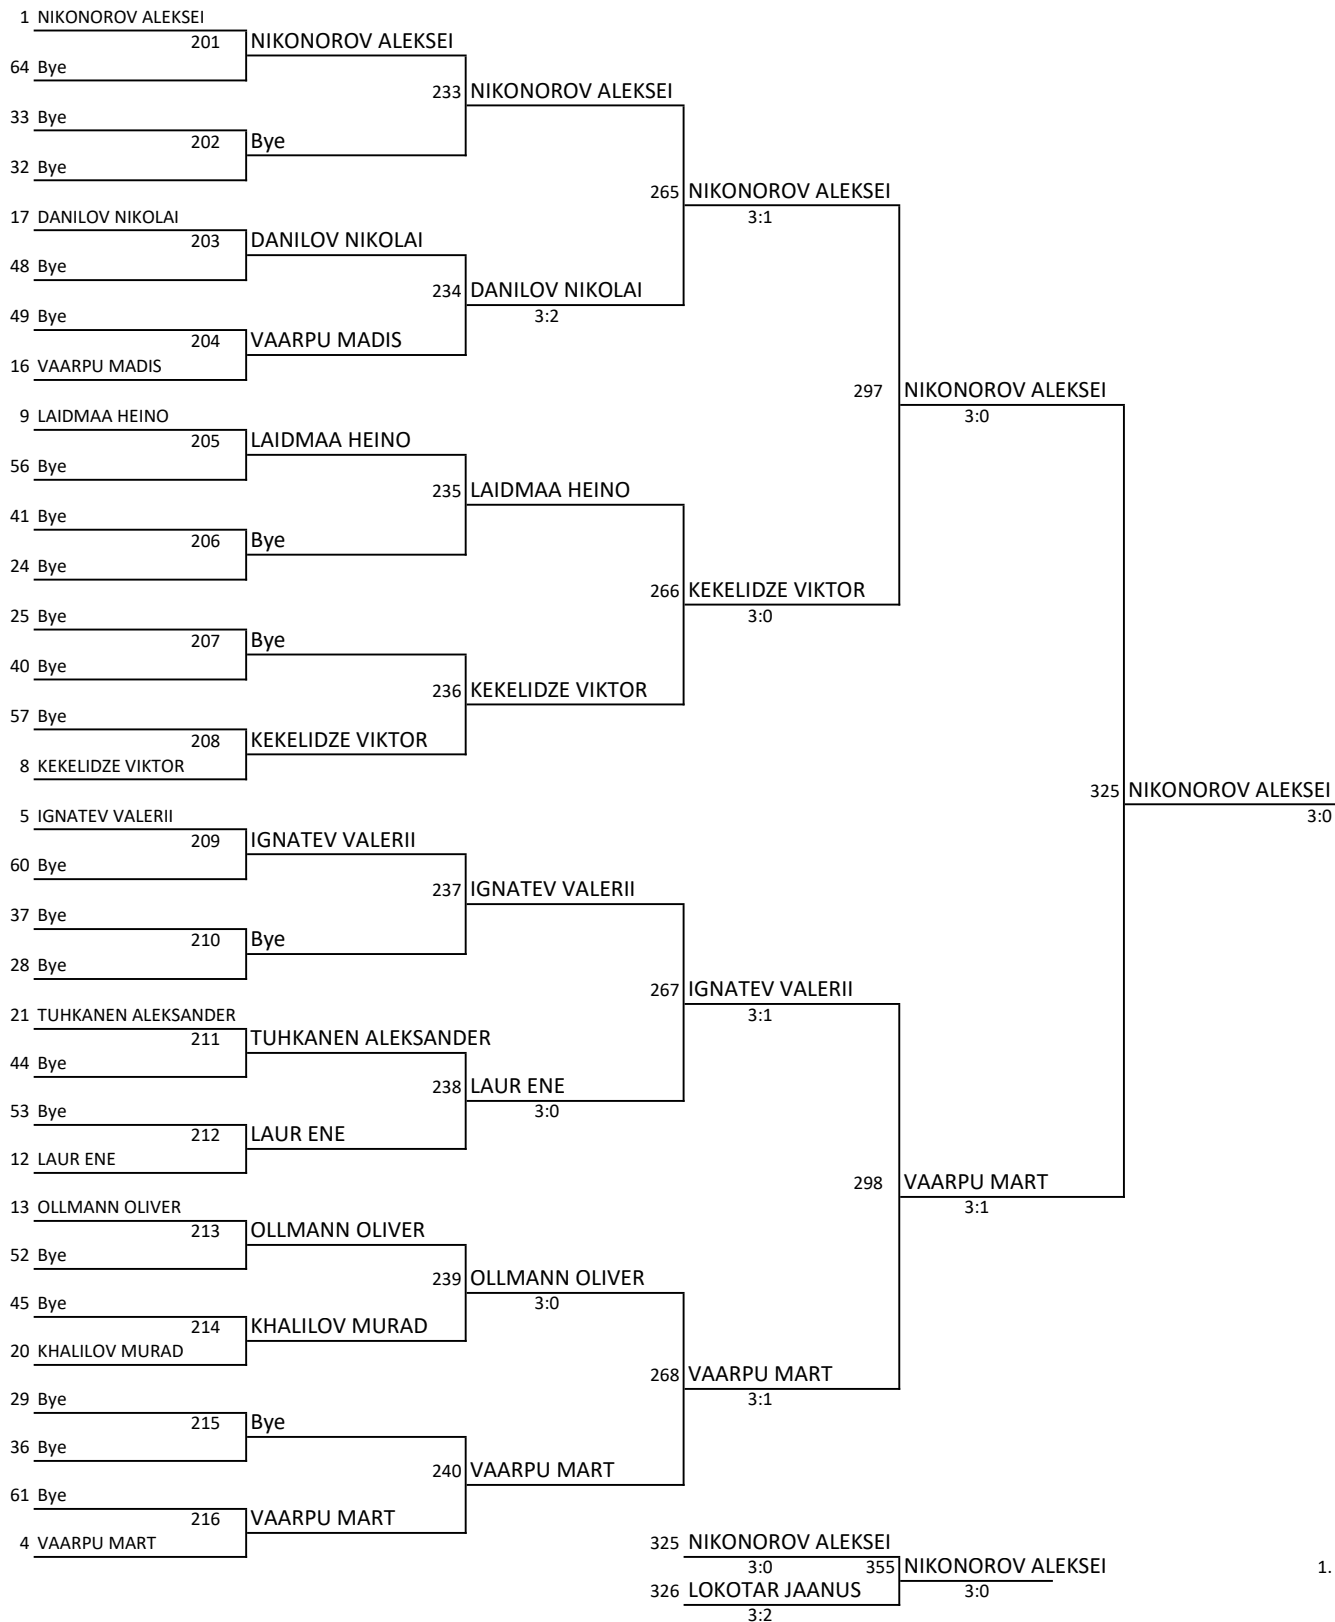 1 NIKONOROV ALEKSEI
201 NIKONOROV ALEKSEI
64 Bye
233 NIKONOROV ALEKSEI
33 Bye
202 Bye
32 Bye
265 NIKONOROV ALEKSEI
3:1
17 DANILOV NIKOLAI
203 DANILOV NIKOLAI
48 Bye
234 DANILOV NIKOLAI
3:2
49 Bye
204 VAARPU MADIS
16 VAARPU MADIS
297 NIKONOROV ALEKSEI
3:0
9 LAIDMAA HEINO
205 LAIDMAA HEINO
56 Bye
235 LAIDMAA HEINO
41 Bye
206 Bye
24 Bye
266 KEKELIDZE VIKTOR
3:0
25 Bye
207 Bye
40 Bye
236 KEKELIDZE VIKTOR
57 Bye
208 KEKELIDZE VIKTOR
8 KEKELIDZE VIKTOR
325 NIKONOROV ALEKSEI
3:0
5 IGNATEV VALERII
209 IGNATEV VALERII
60 Bye
237 IGNATEV VALERII
37 Bye
210 Bye
28 Bye
267 IGNATEV VALERII
3:1
21 TUHKANEN ALEKSANDER
211 TUHKANEN ALEKSANDER
44 Bye
238 LAUR ENE
3:0
53 Bye
212 LAUR ENE
12 LAUR ENE
298 VAARPU MART
3:1
13 OLLMANN OLIVER
213 OLLMANN OLIVER
52 Bye
239 OLLMANN OLIVER
3:0
45 Bye
214 KHALILOV MURAD
20 KHALILOV MURAD
268 VAARPU MART
3:1
29 Bye
215 Bye
36 Bye
240 VAARPU MART
61 Bye
216 VAARPU MART
4 VAARPU MART
325 NIKONOROV ALEKSEI
3:0
355 NIKONOROV ALEKSEI 1.
3:0
326 LOKOTAR JAANUS
3:2